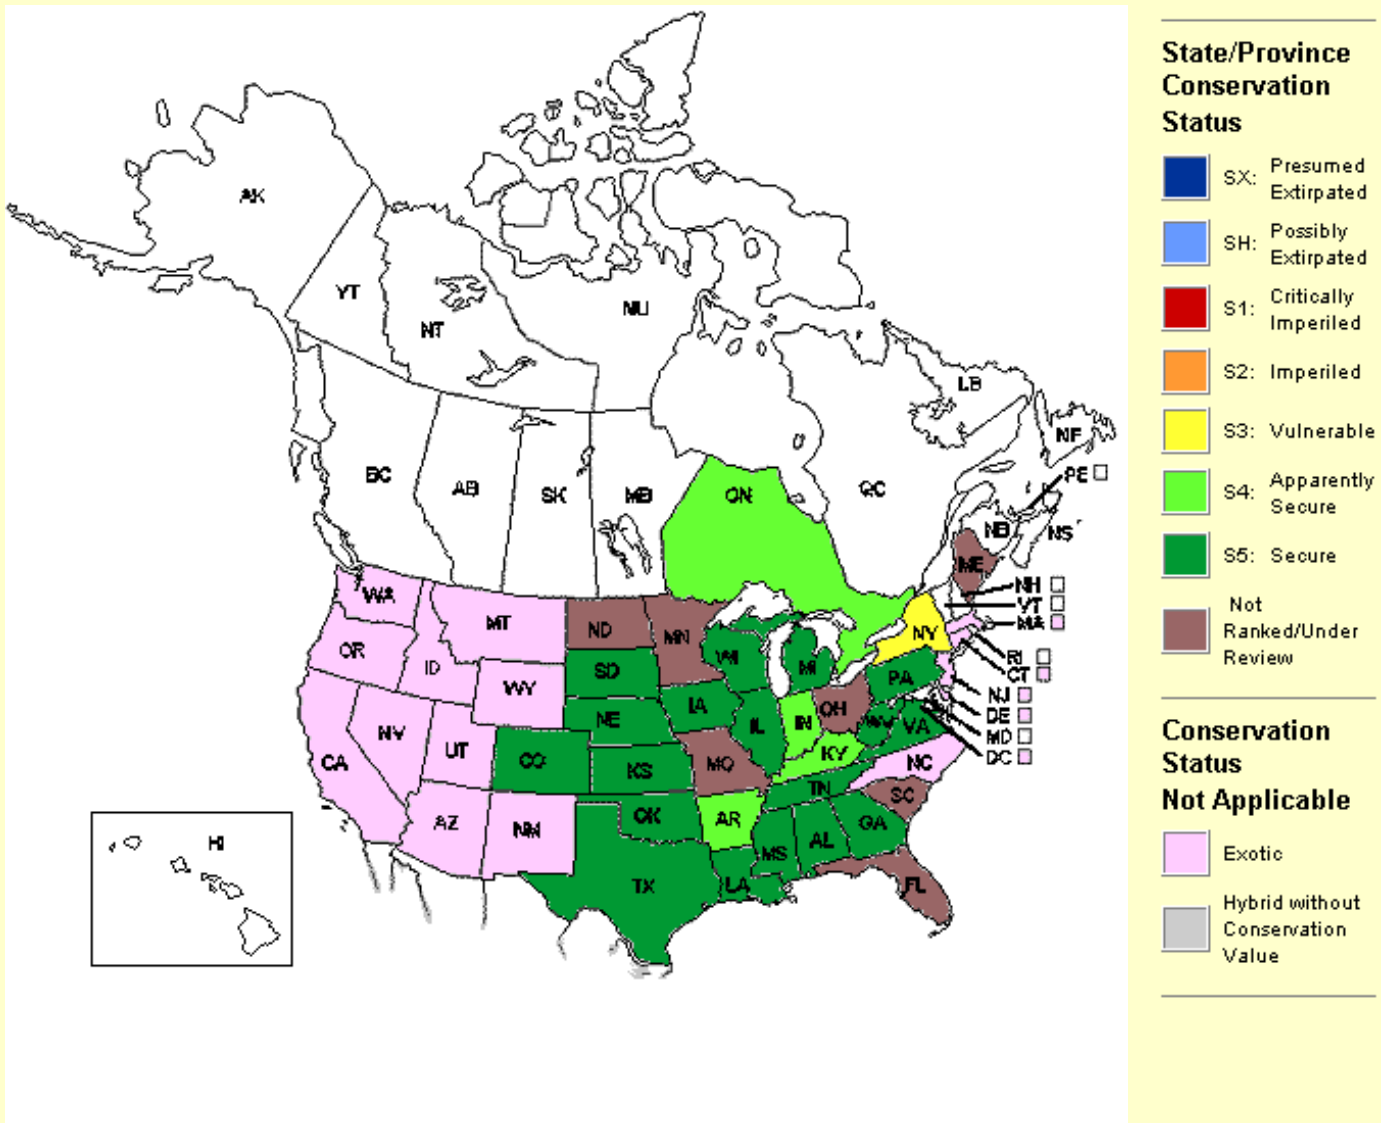 AK
YT
NT
NU
LB
NF
PE
BC
AB
SK
MB
ON
QC
NB
NS
ME
NH
VT
MA
RI
CT
NJ
DE
MD
DC
WA
MT
ND
MN
OR
ID
WY
SD
WI
MI
NY
NE
IA
PA
NV
UT
CO
IL
IN
OH
WV
VA
CA
KS
MO
KY
NC
AZ
NM
OK
AR
TN
SC
MS
AL
GA
TX
LA
FL
HI
State/Province
Conservation
Status
SX: Presumed
Extirpated
SH: Possibly
Extirpated
S1: Critically
Imperiled
S2: Imperiled
S3: Vulnerable
S4: Apparently
Secure
S5: Secure
Not
Ranked/Under
Review
Conservation
Status
Not Applicable
Exotic
Hybrid without
Conservation
Value